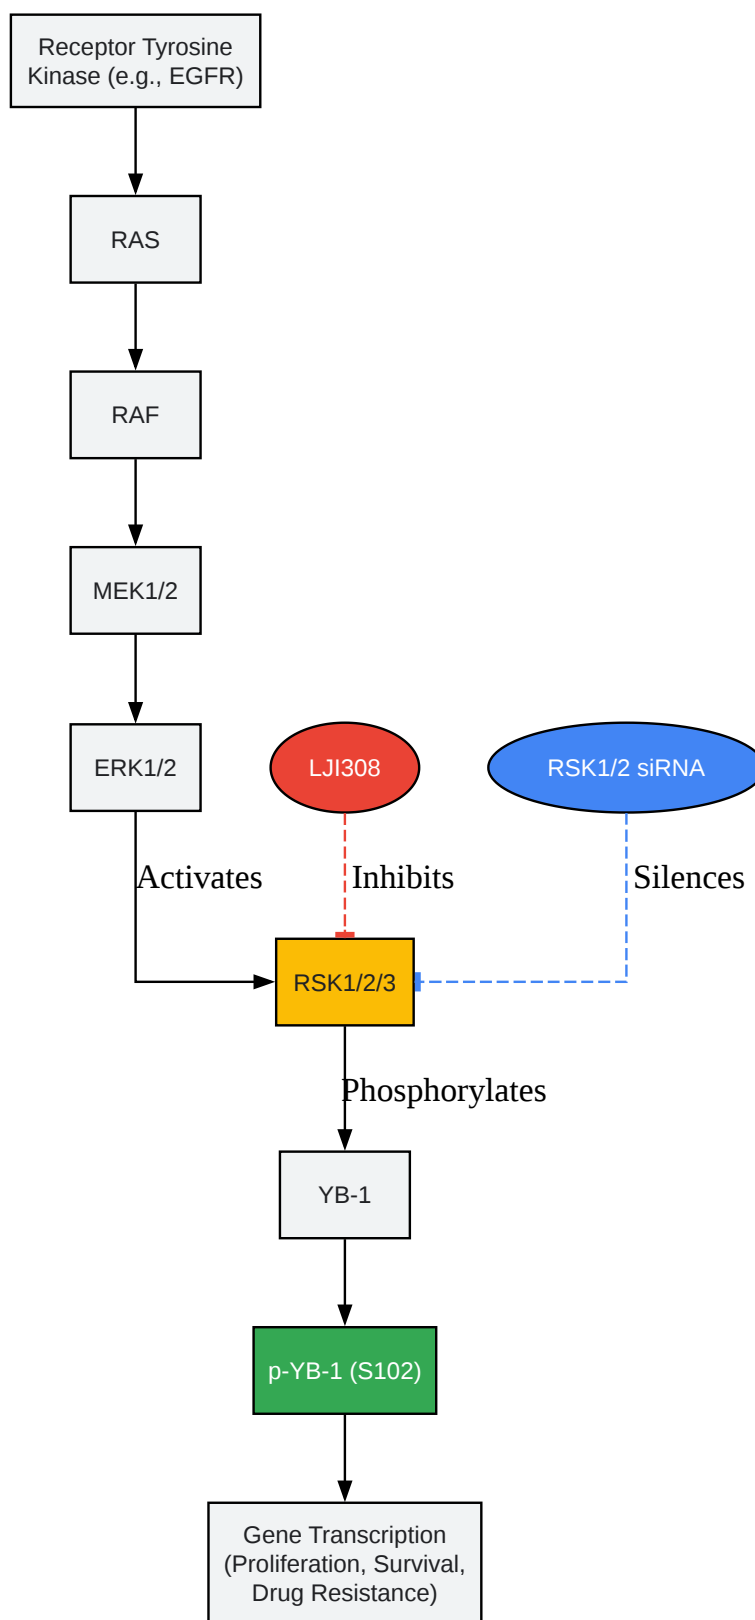 Receptor Tyrosine
Kinase (e.g., EGFR)
RAS
RAF
MEK1/2
ERK1/2
LJI308
RSK1/2 siRNA
Activates
Inhibits
Silences
RSK1/2/3
Phosphorylates
YB-1
p-YB-1 (S102)
Gene Transcription
(Proliferation, Survival,
Drug Resistance)